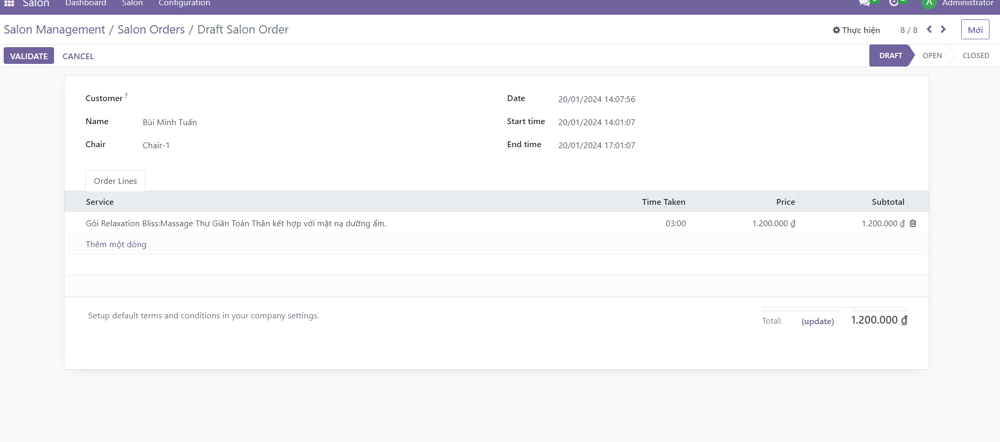 Salon Dashboard Salon Configuration A Administrator
Salon Management / Salon Orders / Draft Salon Order Thực hiện 8 / 8 Mới
VALIDATE CANCEL DRAFT OPEN CLOSED
Customer ? Date 20/01/2024 14:07:56
Name Bùi Minh Tuấn Start time 20/01/2024 14:01:07
Chair Chair-1 End time 20/01/2024 17:01:07
Order Lines
Service Time Taken Price Subtotal
Gói Relaxation Bliss:Massage Thư Giãn Toàn Thân kết hợp với mặt nạ dưỡng ẩm. 03:00 1.200.000 ₫ 1.200.000 ₫
Thêm một dòng
Setup default terms and conditions in your company settings. Total: (update) 1.200.000 ₫